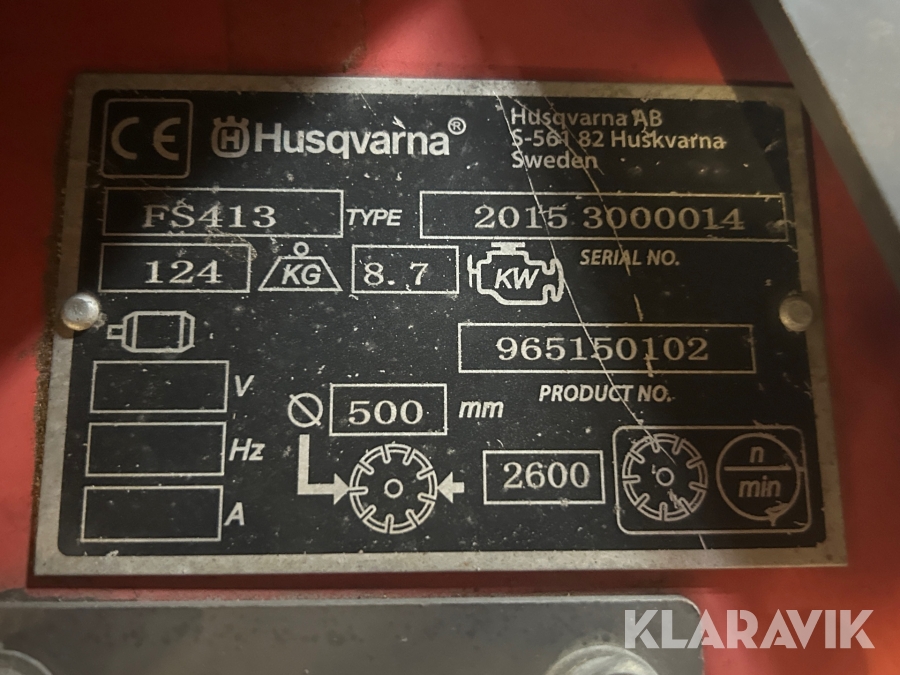 CE Husqvarna® Husqvarna AB
S-561 82 Huskvarna
Sweden
FS413 TYPE 2015 3000014
SERIAL NO.
124 KG 8.7 KW
965150102
PRODUCT NO.
V
500 mm
Hz
2600 n/min
A
KLARAVIK